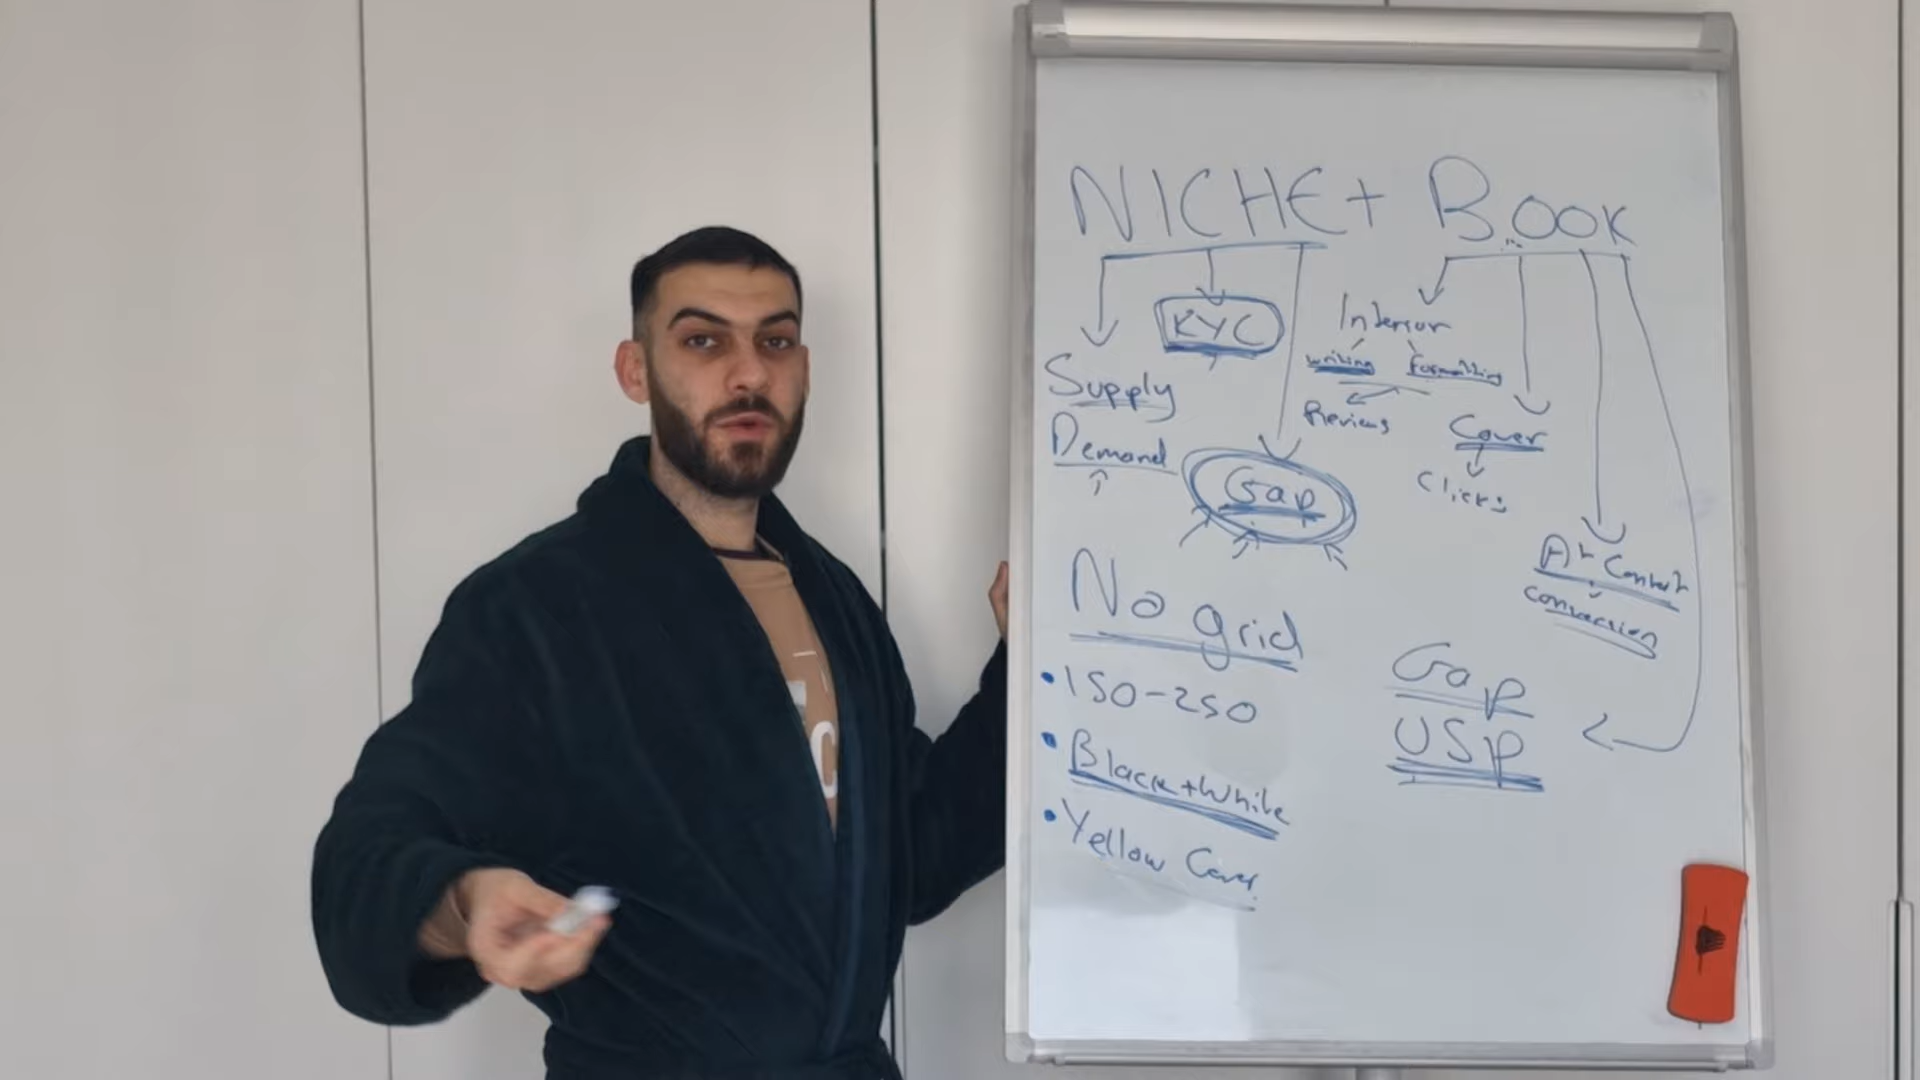 NICHE + BOOK
KYC
Supply
Demand
Gap
Interior
writing formatting
Reviews
Cover
Clicks
A+ Content
conversion
No grid
• 150-250
• Black + White
• Yellow Cover
Gap
USP